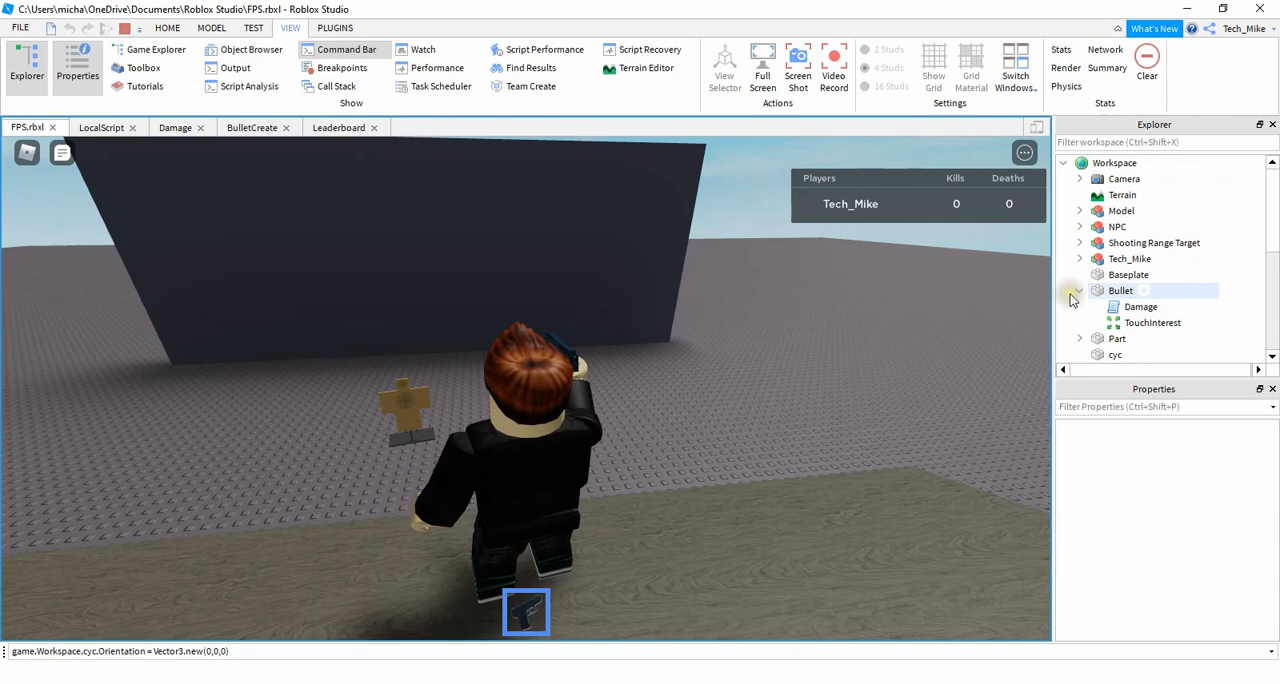 C:\Users\micha\OneDrive\Documents\Roblox Studio\FPS.rbxl - Roblox Studio
FILE HOME MODEL TEST VIEW PLUGINS What's New Tech_Mike
Explorer
Properties
Game Explorer
Toolbox
Tutorials
Object Browser
Output
Script Analysis
Command Bar
Breakpoints
Call Stack
Watch
Performance
Task Scheduler
Script Performance
Find Results
Team Create
Script Recovery
Terrain Editor
Show
View Selector
Full Screen
Screen Shot
Video Record
Actions
2 Studs
4 Studs
16 Studs
Show Grid
Grid Material
Switch Windows
Settings
Stats
Network
Render
Summary
Physics
Clear
Stats
FPS.rbxl LocalScript Damage BulletCreate Leaderboard
Players Kills Deaths
Tech_Mike 0 0
Explorer
Filter workspace (Ctrl+Shift+X)
Workspace
Camera
Terrain
Model
NPC
Shooting Range Target
Tech_Mike
Baseplate
Bullet
Damage
TouchInterest
Part
cyc
Properties
Filter Properties (Ctrl+Shift+P)
game.Workspace.cyc.Orientation = Vector3.new(0,0,0)